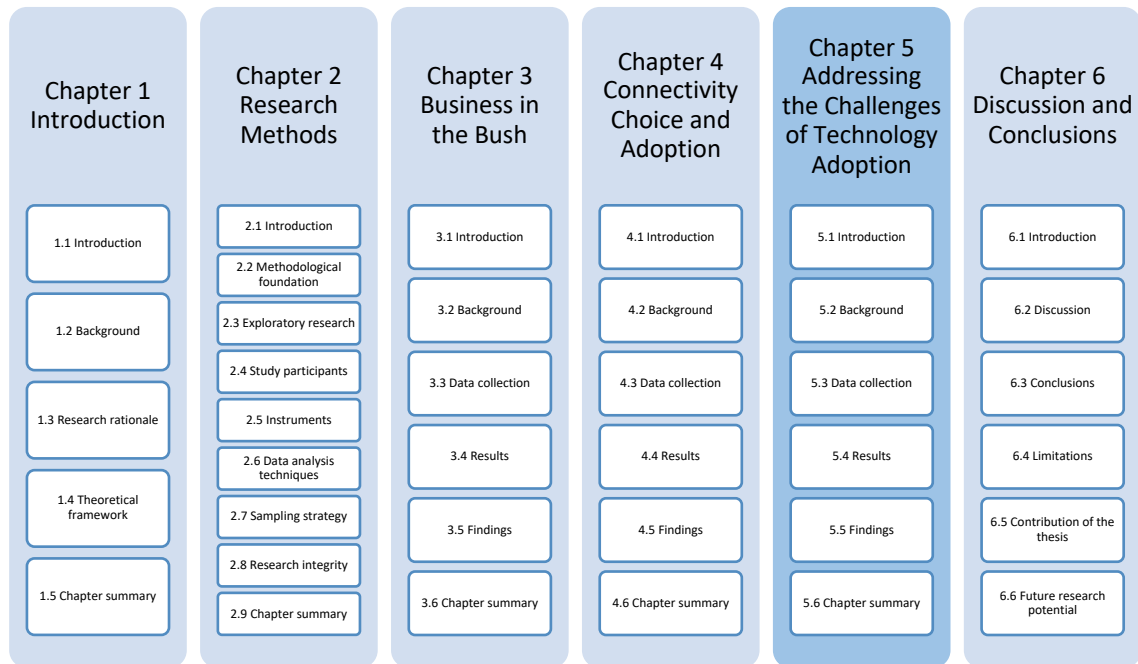 Chapter 1
Introduction
1.1 Introduction
1.2 Background
1.3 Research rationale
1.4 Theoretical
framework
1.5 Chapter summary
Chapter 2
Research
Methods
2.1 Introduction
2.2 Methodological
foundation
2.3 Exploratory research
2.4 Study participants
2.5 Instruments
2.6 Data analysis
techniques
2.7 Sampling strategy
2.8 Research integrity
2.9 Chapter summary
Chapter 3
Business in
the Bush
3.1 Introduction
3.2 Background
3.3 Data collection
3.4 Results
3.5 Findings
3.6 Chapter summary
Chapter 4
Connectivity
Choice and
Adoption
4.1 Introduction
4.2 Background
4.3 Data collection
4.4 Results
4.5 Findings
4.6 Chapter summary
Chapter 5
Addressing
the Challenges
of Technology
Adoption
5.1 Introduction
5.2 Background
5.3 Data collection
5.4 Results
5.5 Findings
5.6 Chapter summary
Chapter 6
Discussion and
Conclusions
6.1 Introduction
6.2 Discussion
6.3 Conclusions
6.4 Limitations
6.5 Contribution of the
thesis
6.6 Future research
potential